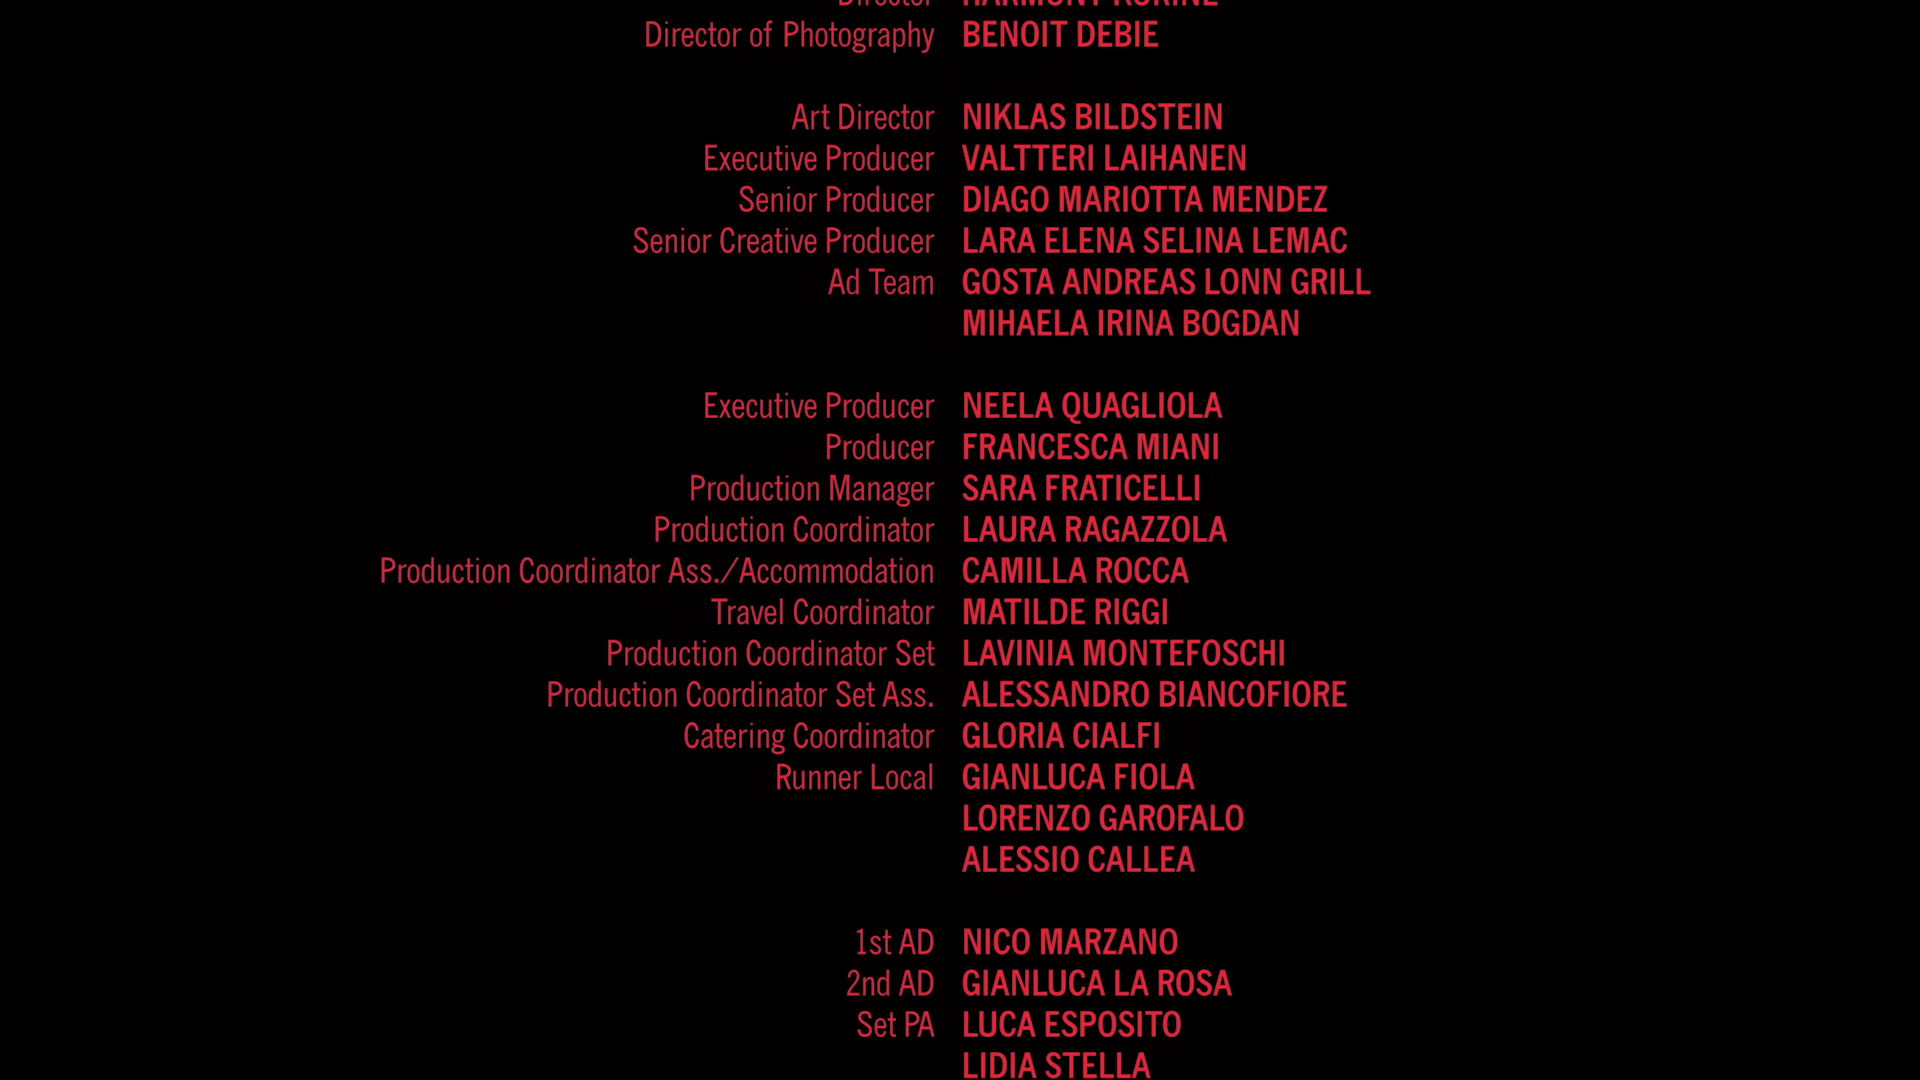 Director HARMONY KORINE
Director of Photography BENOIT DEBIE
Art Director NIKLAS BILDSTEIN
Executive Producer VALTTERI LAIHANEN
Senior Producer DIAGO MARIOTTA MENDEZ
Senior Creative Producer LARA ELENA SELINA LEMAC
Ad Team GOSTA ANDREAS LONN GRILL
MIHAELA IRINA BOGDAN
Executive Producer NEELA QUAGLIOLA
Producer FRANCESCA MIANI
Production Manager SARA FRATICELLI
Production Coordinator LAURA RAGAZZOLA
Production Coordinator Ass./Accommodation CAMILLA ROCCA
Travel Coordinator MATILDE RIGGI
Production Coordinator Set LAVINIA MONTEFOSCHI
Production Coordinator Set Ass. ALESSANDRO BIANCOFIORE
Catering Coordinator GLORIA CIALFI
Runner Local GIANLUCA FIOLA
LORENZO GAROFALO
ALESSIO CALLEA
1st AD NICO MARZANO
2nd AD GIANLUCA LA ROSA
Set PA LUCA ESPOSITO
LIDIA STELLA